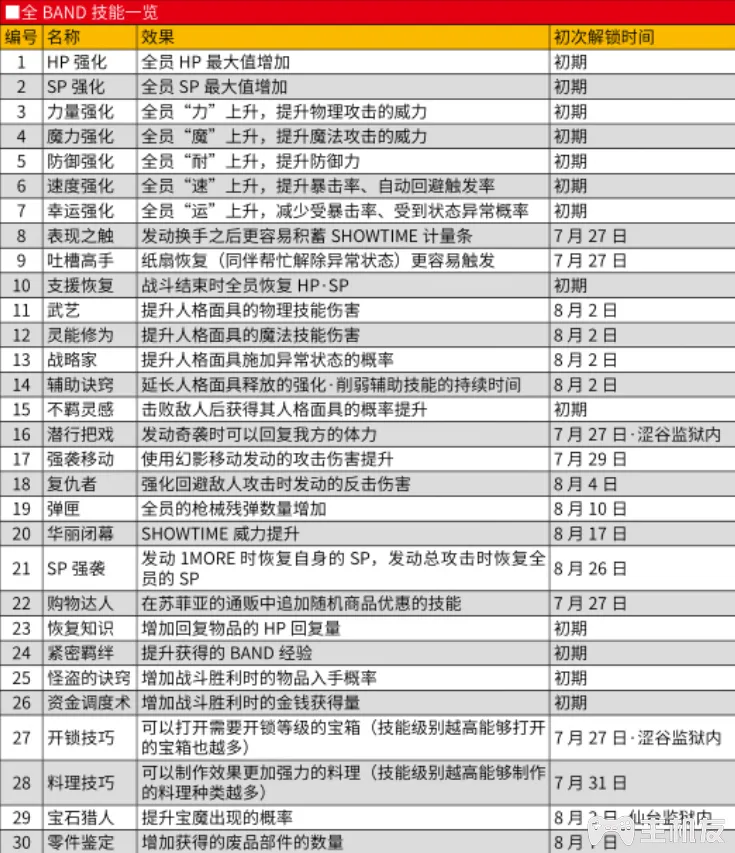 ■全 BAND 技能一览
编号 名称 效果 初次解锁时间
1 HP 强化 全员 HP 最大值增加 初期
2 SP 强化 全员 SP 最大值增加 初期
3 力量强化 全员“力”上升，提升物理攻击的威力 初期
4 魔力强化 全员“魔”上升，提升魔法攻击的威力 初期
5 防御强化 全员“耐”上升，提升防御力 初期
6 速度强化 全员“速”上升，提升暴击率、自动回避触发率 初期
7 幸运强化 全员“运”上升，减少受暴击率、受到状态异常概率 初期
8 表现之触 发动换手之后更容易积蓄 SHOWTIME 计量条 7 月 27 日
9 吐槽高手 纸扇恢复（同伴帮忙解除异常状态）更容易触发 7 月 27 日
10 支援恢复 战斗结束时全员恢复 HP·SP 初期
11 武艺 提升人格面具的物理技能伤害 8 月 2 日
12 灵能修为 提升人格面具的魔法技能伤害 8 月 2 日
13 战略家 提升人格面具施加异常状态的概率 8 月 2 日
14 辅助诀窍 延长人格面具释放的强化·削弱辅助技能的持续时间 8 月 2 日
15 不羁灵感 击败敌人后获得其人格面具的概率提升 初期
16 潜行把戏 发动奇袭时可以回复我方的体力 7 月 27 日·涩谷监狱内
17 强袭移动 使用幻影移动发动的攻击伤害提升 7 月 29 日
18 复仇者 强化回避敌人攻击时发动的反击伤害 8 月 4 日
19 弹匣 全员的枪械残弹数量增加 8 月 10 日
20 华丽闭幕 SHOWTIME 威力提升 8 月 17 日
21 SP 强袭 发动 1MORE 时恢复自身的 SP，发动总攻击时恢复全
员的 SP 8 月 26 日
22 购物达人 在苏菲亚的通贩中追加随机商品优惠的技能 7 月 27 日
23 恢复知识 增加回复物品的 HP 回复量 初期
24 紧密羁绊 提升获得的 BAND 经验 初期
25 怪盗的诀窍 增加战斗胜利时的物品入手概率 初期
26 资金调度术 增加战斗胜利时的金钱获得量 初期
27 开锁技巧 可以打开需要开锁等级的宝箱（技能级别越高能够打开
的宝箱也越多） 7 月 27 日·涩谷监狱内
28 料理技巧 可以制作效果更加强力的料理（技能级别越高能够制作
的料理种类越多） 7 月 31 日
29 宝石猎人 提升宝魔出现的概率 8 月 日·仙台监狱内
30 零件鉴定 增加获得的废品部件的数量 8 月 日
主机友